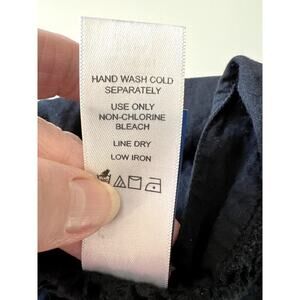 HAND WASH COLD
SEPARATELY
USE ONLY
NON-CHLORINE
BLEACH
LINE DRY
LOW IRON